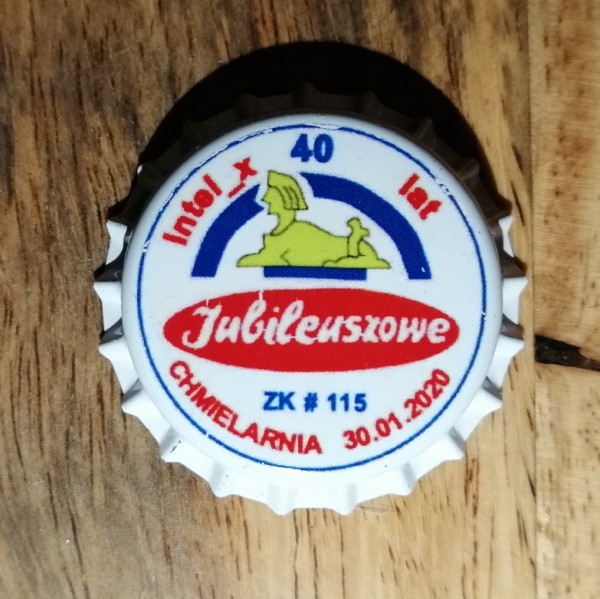 40
Intel_x lat
Jubileuszowe
ZK # 115
CHMIELARNIA 30.01.2020